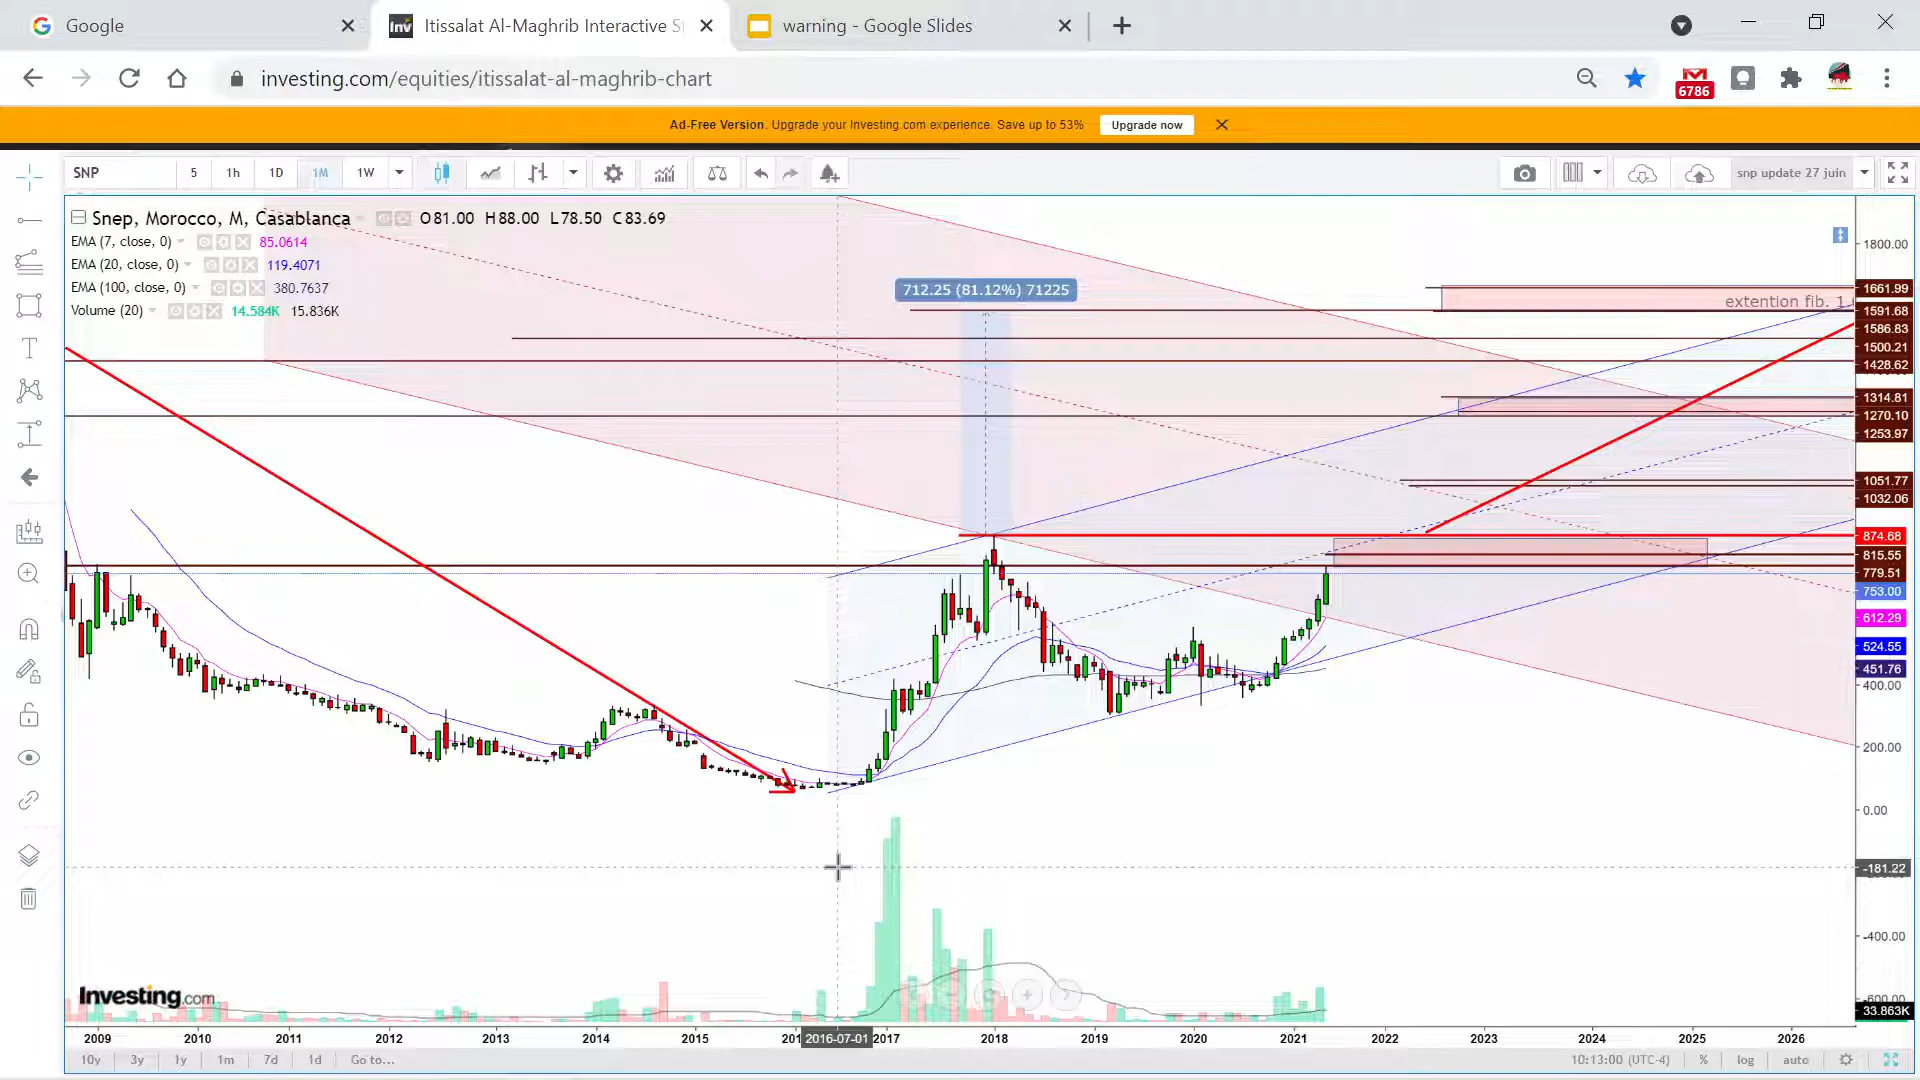 Google
Itissalat Al-Maghrib Interactive S
warning - Google Slides
investing.com/equities/itissalat-al-maghrib-chart
6786
Ad-Free Version. Upgrade your Investing.com experience. Save up to 53%
Upgrade now
SNP
5
1h
1D
1M
1W
snp update 27 juin
Snep, Morocco, M, Casablanca
O81.00 H88.00 L78.50 C83.69
EMA (7, close, 0)
85.0614
EMA (20, close, 0)
119.4071
EMA (100, close, 0)
380.7637
Volume (20)
14.584K 15.836K
712.25 (81.12%) 71225
extention fib. 1.
1800.00
1661.99
1591.68
1586.83
1500.21
1428.62
1314.81
1270.10
1253.97
1051.77
1032.06
874.68
815.55
779.51
753.00
612.29
524.55
451.76
400.00
200.00
0.00
-181.22
-400.00
-600.00
33.863K
Investing.com
2009
2010
2011
2012
2013
2014
2015
2016-07-01
2017
2018
2019
2020
2021
2022
2023
2024
2025
2026
10y
3y
1y
1m
7d
1d
Go to...
10:13:00 (UTC-4)
%
log
auto